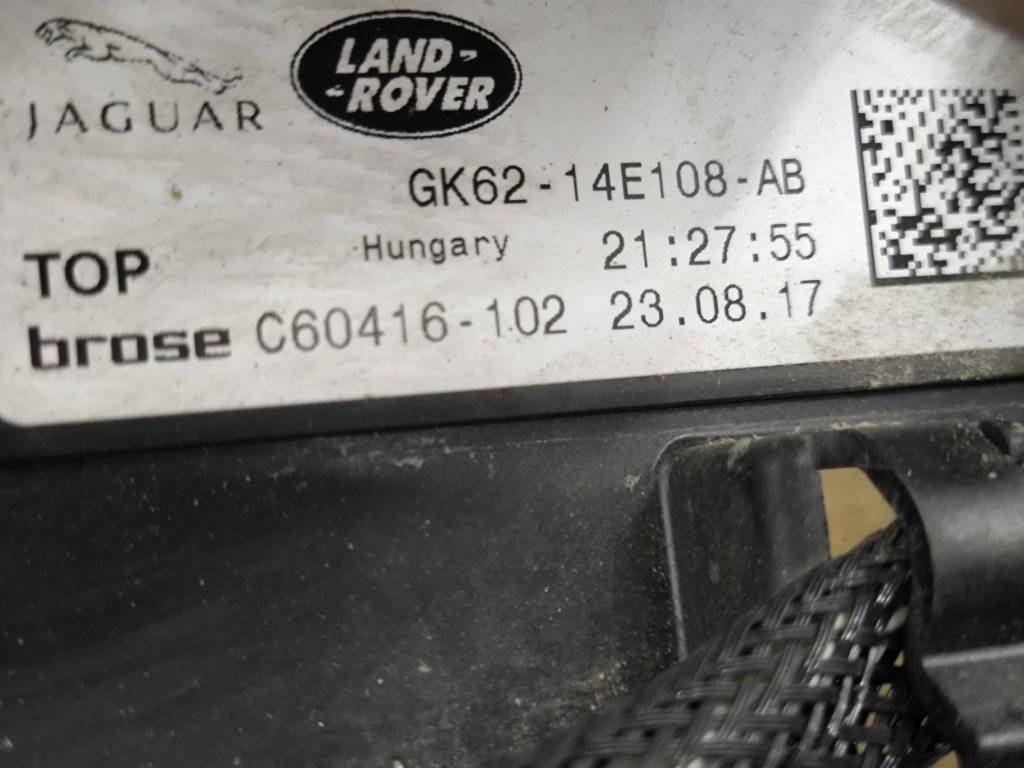 JAGUAR
LAND-
-ROVER
GK62-14E108-AB
TOP
Hungary 21:27:55
brose C60416-102 23.08.17